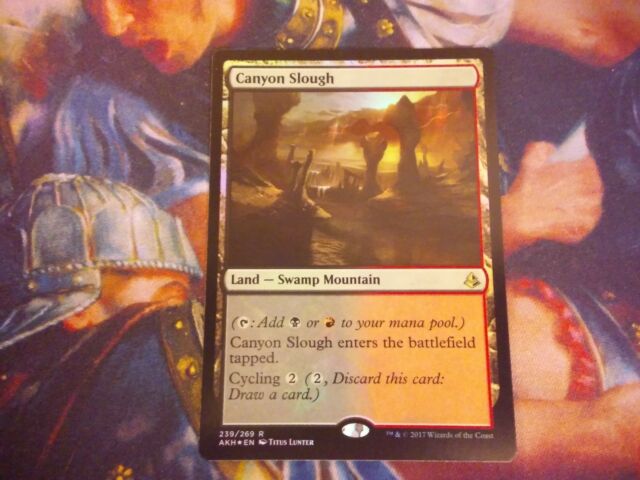 Canyon Slough
Land — Swamp Mountain
(: Add or to your mana pool.)
Canyon Slough enters the battlefield
tapped.
Cycling 2 (2, Discard this card:
Draw a card.)
239/269 R
AKH★EN Titus Lunter
™ & © 2017 Wizards of the Coast